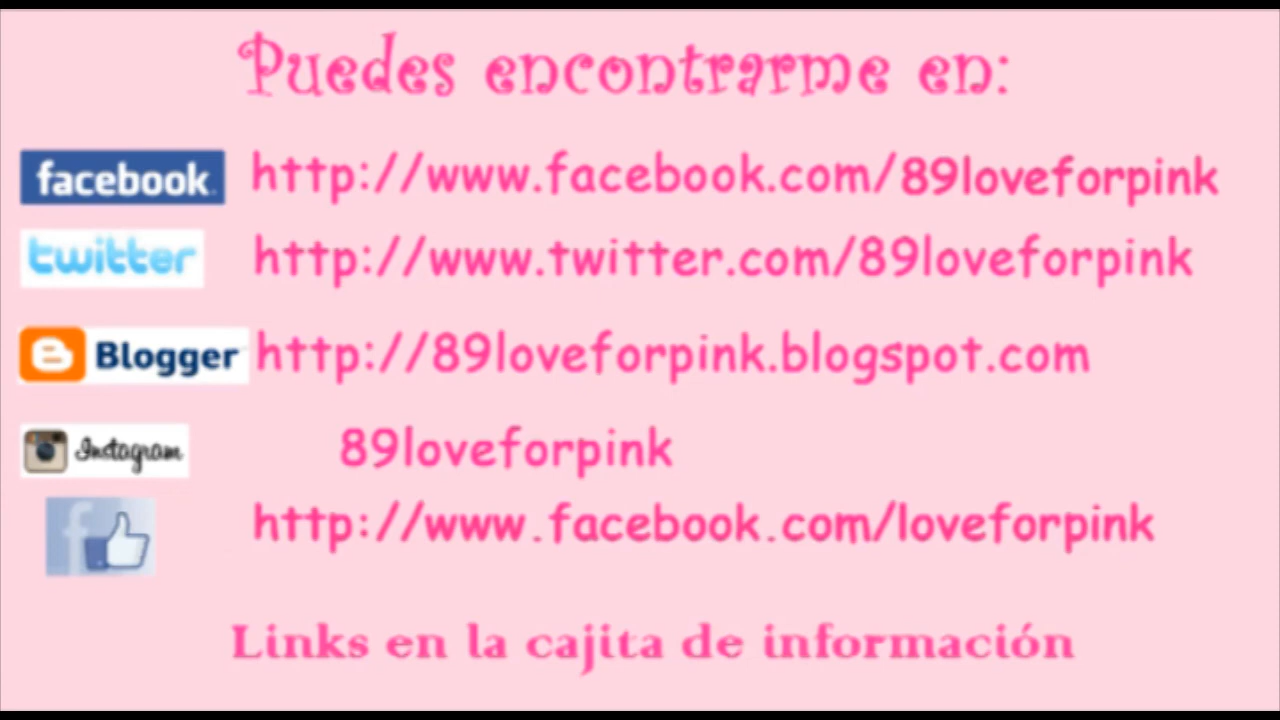 Puedes encontrarme en:
facebook. http://www.facebook.com/89loveforpink
twitter http://www.twitter.com/89loveforpink
Blogger http://89loveforpink.blogspot.com
Instagram 89loveforpink
f http://www.facebook.com/loveforpink
Links en la cajita de información